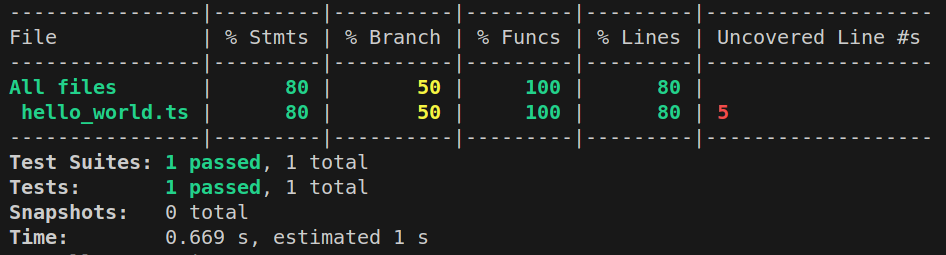 ----------------|---------|----------|---------|---------|-------------------
File            | % Stmts | % Branch | % Funcs | % Lines | Uncovered Line #s
----------------|---------|----------|---------|---------|-------------------
All files       |      80 |       50 |     100 |      80 |
 hello_world.ts |      80 |       50 |     100 |      80 | 5
----------------|---------|----------|---------|---------|-------------------
Test Suites: 1 passed, 1 total
Tests:       1 passed, 1 total
Snapshots:   0 total
Time:        0.669 s, estimated 1 s